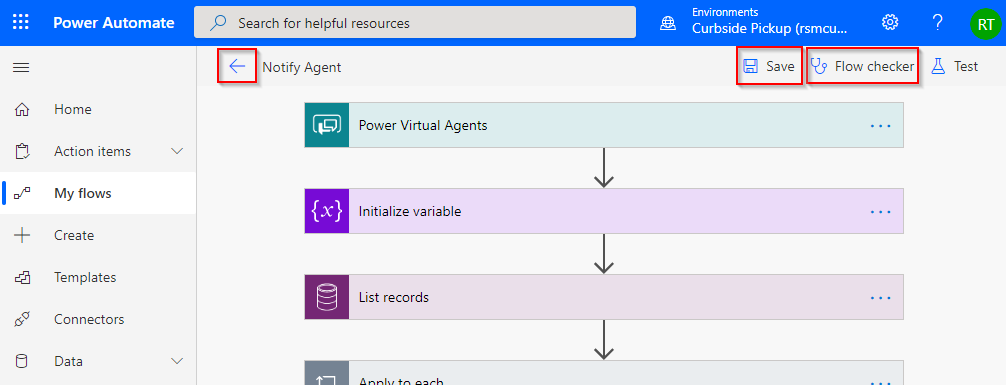 Power Automate
Search for helpful resources
Environments
Curbside Pickup (rsmcu...
?
RT
Notify Agent
Save
Flow checker
Test
Home
Action items
My flows
Create
Templates
Connectors
Data
Power Virtual Agents
...
{x}
Initialize variable
...
List records
...
Apply to each
...